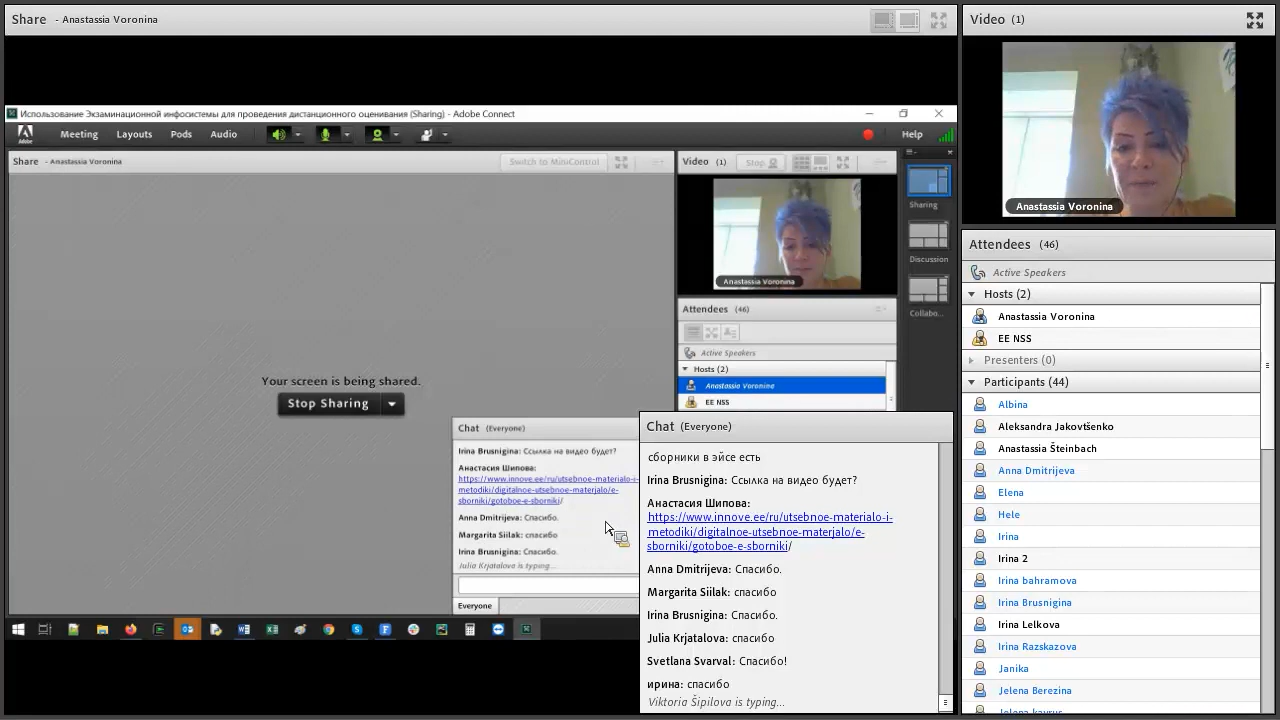 Share - Anastassia Voronina
Использование Экзаминационной инфосистемы для проведения дистанционного оценивания (Sharing) - Adobe Connect
Adobe
Meeting
Layouts
Pods
Audio
Help
Share - Anastassia Voronina
Switch to MiniControl
Your screen is being shared.
Stop Sharing
Video (1)
Stop
Anastassia Voronina
Attendees (46)
Active Speakers
Hosts (2)
Anastassia Voronina
EE NSS
Sharing
Discussion
Collabo...
Chat (Everyone)
Irina Brusnigina: Ссылка на видео будет?
Анастасия Шипова:
https://www.innove.ee/ru/utsebnoe-materialo-i-
metodiki/digitalnoe-utsebnoe-materjalo/e-
sborniki/gotoboe-e-sborniki/
Anna Dmitrijeva: Спасибо.
Margarita Siilak: спасибо
Irina Brusnigina: Спасибо.
Julia Krjatalova is typing...
Everyone
Chat (Everyone)
сборники в эйсе есть
Irina Brusnigina: Ссылка на видео будет?
Анастасия Шипова:
https://www.innove.ee/ru/utsebnoe-materialo-i-
metodiki/digitalnoe-utsebnoe-materjalo/e-
sborniki/gotoboe-e-sborniki/
Anna Dmitrijeva: Спасибо.
Margarita Siilak: спасибо
Irina Brusnigina: Спасибо.
Julia Krjatalova: спасибо
Svetlana Svarval: Спасибо!
ирина: спасибо
Viktoria Šipilova is typing...
Video (1)
Anastassia Voronina
Attendees (46)
Active Speakers
Hosts (2)
Anastassia Voronina
EE NSS
Presenters (0)
Participants (44)
Albina
Aleksandra Jakovtšenko
Anastassia Šteinbach
Anna Dmitrijeva
Elena
Hele
Irina
Irina 2
Irina bahramova
Irina Brusnigina
Irina Lelkova
Irina Razskazova
Janika
Jelena Berezina
Jelena kavrus